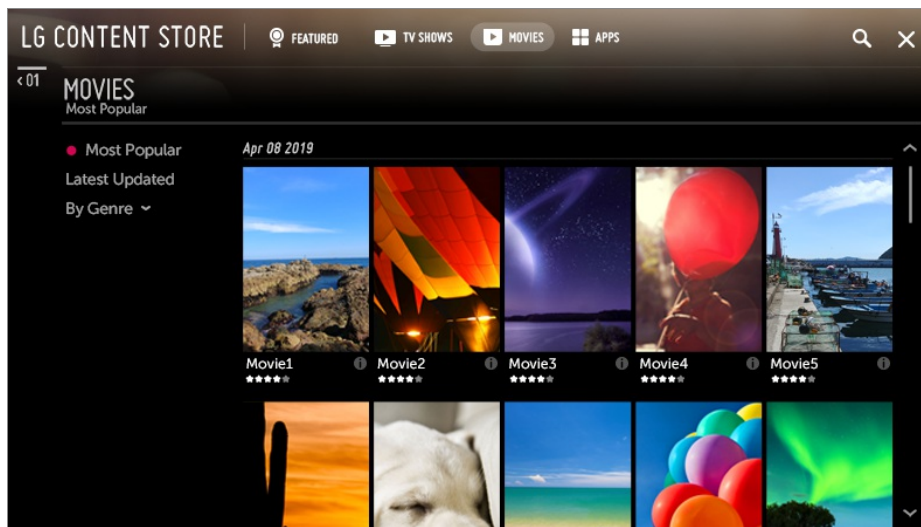 LG CONTENT STORE FEATURED TV SHOWS MOVIES APPS
<01
MOVIES
Most Popular
Most Popular
Latest Updated
By Genre
Apr 08 2019
Movie1 Movie2 Movie3 Movie4 Movie5